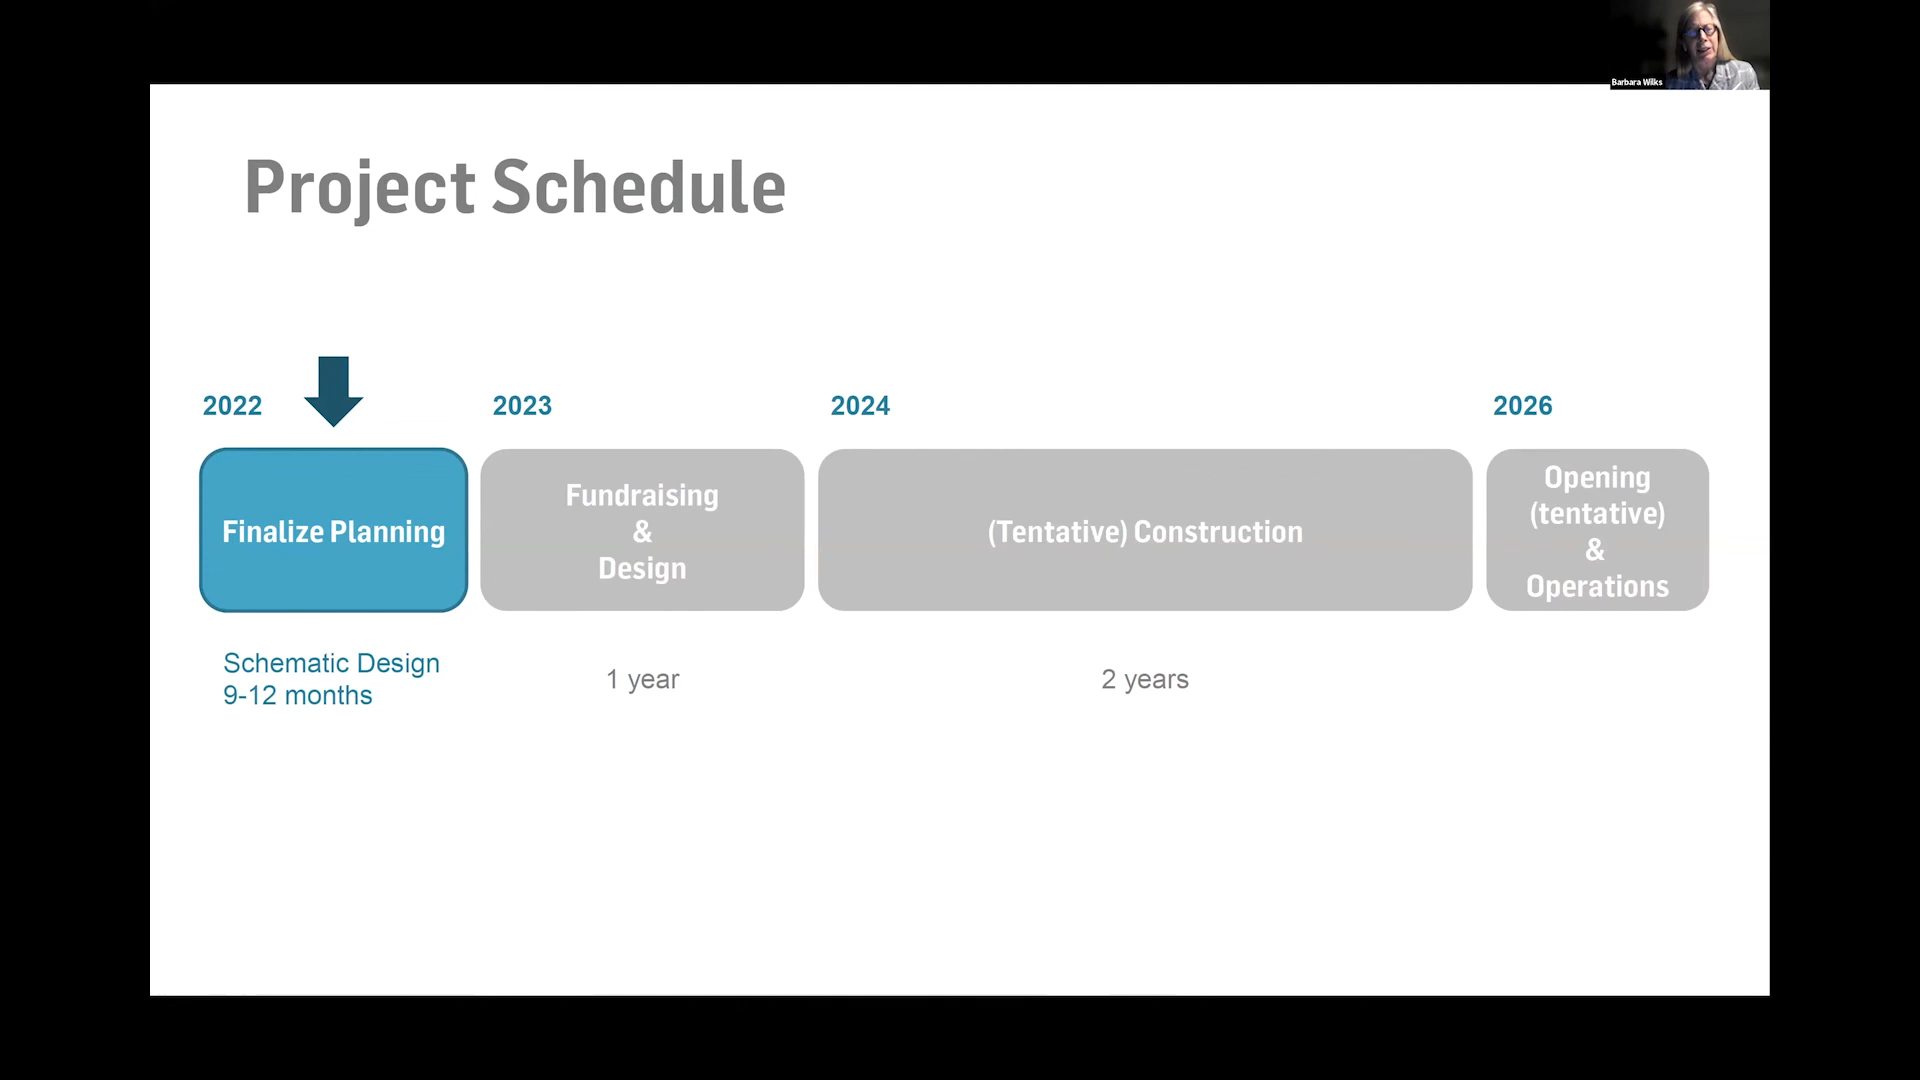 Barbara Wilks
Project Schedule
2022
2023
2024
2026
Finalize Planning
Fundraising
&
Design
(Tentative) Construction
Opening
(tentative)
&
Operations
Schematic Design
9-12 months
1 year
2 years